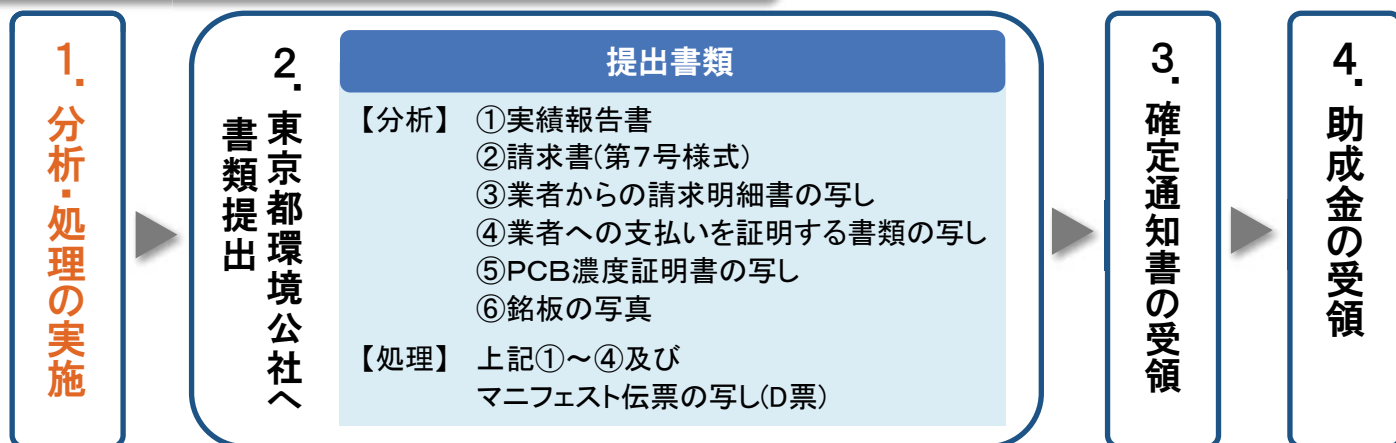 1.分析・処理の実施
2.東京都環境公社へ
書類提出
提出書類
【分析】 ①実績報告書
②請求書(第7号様式)
③業者からの請求明細書の写し
④業者への支払いを証明する書類の写し
⑤PCB濃度証明書の写し
⑥銘板の写真
【処理】 上記①～④及び
マニフェスト伝票の写し(D票)
3.確定通知書の受領
4.助成金の受領